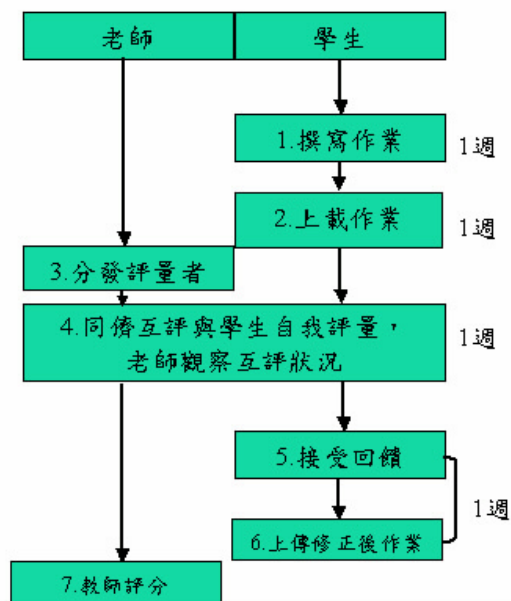 老師
學生
1.撰寫作業
1週
2.上載作業
1週
3.分發評量者
4.同儕互評與學生自我評量，
老師觀察互評狀況
1週
5.接受回饋
1週
6.上傳修正後作業
7.教師評分